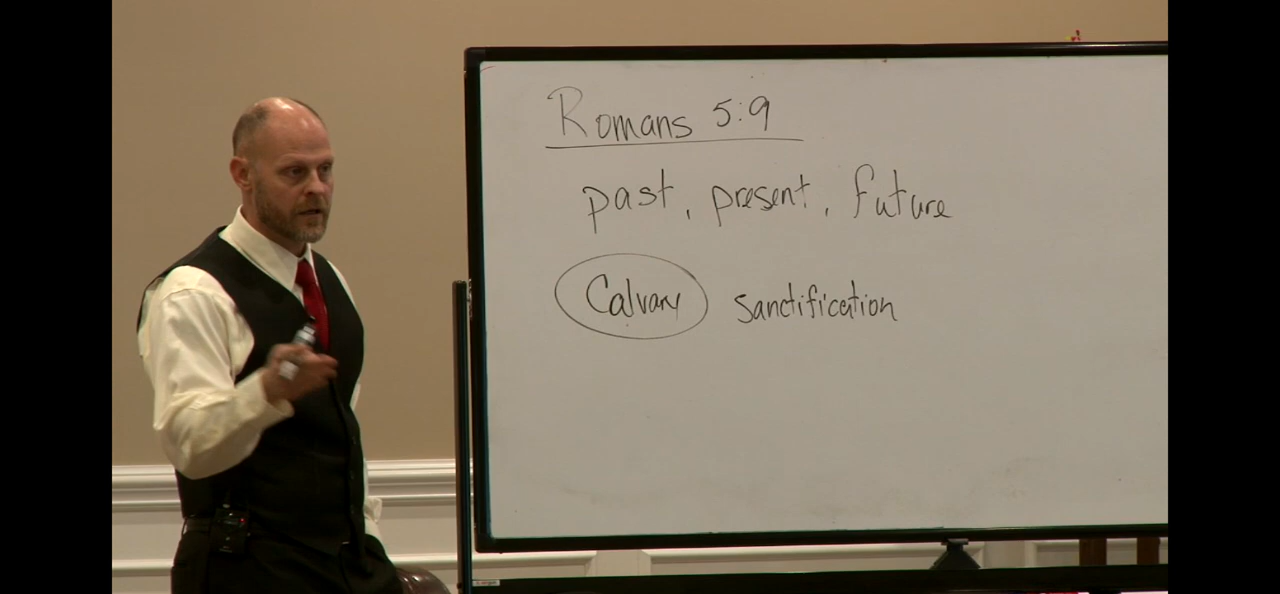 Romans 5:9
past, present, future
Calvary sanctification